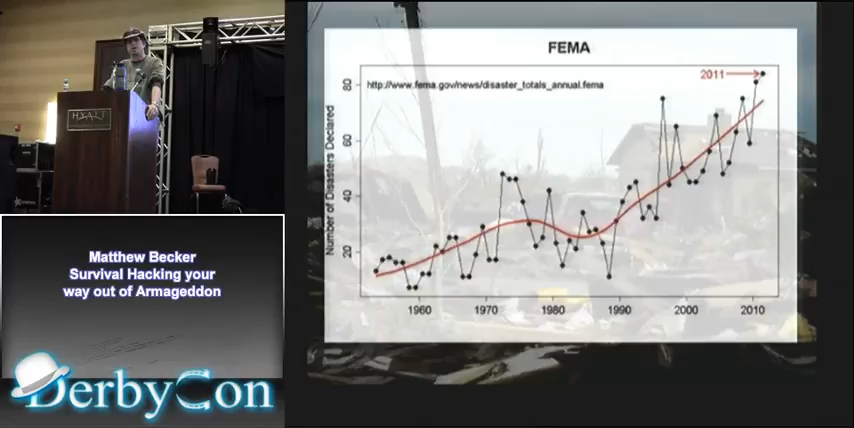 HYATT
Matthew Becker
Survival Hacking your
way out of Armageddon
DerbyCon
FEMA
http://www.fema.gov/news/disaster_totals_annual.fema
2011
Number of Disasters Declared
80
60
40
20
1960
1970
1980
1990
2000
2010